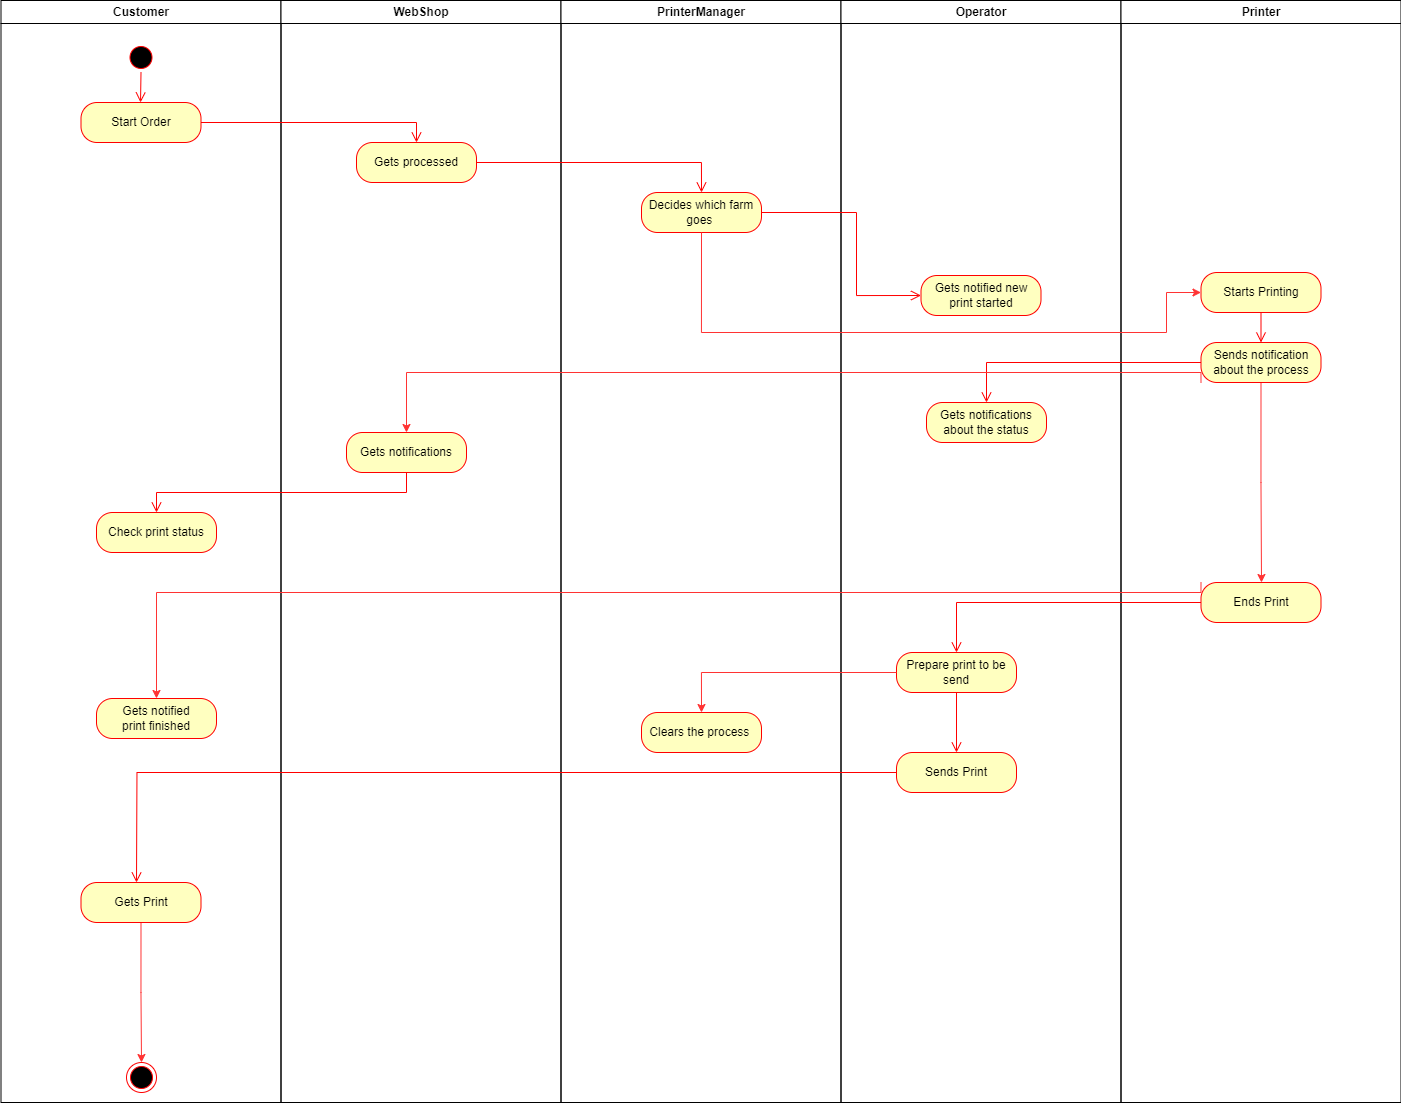 Customer
WebShop
PrinterManager
Operator
Printer
Start Order
Gets processed
Decides which farm
goes
Gets notified new
print started
Starts Printing
Sends notification
about the process
Gets notifications
about the status
Gets notifications
Check print status
Ends Print
Prepare print to be
send
Gets notified
print finished
Clears the process
Sends Print
Gets Print